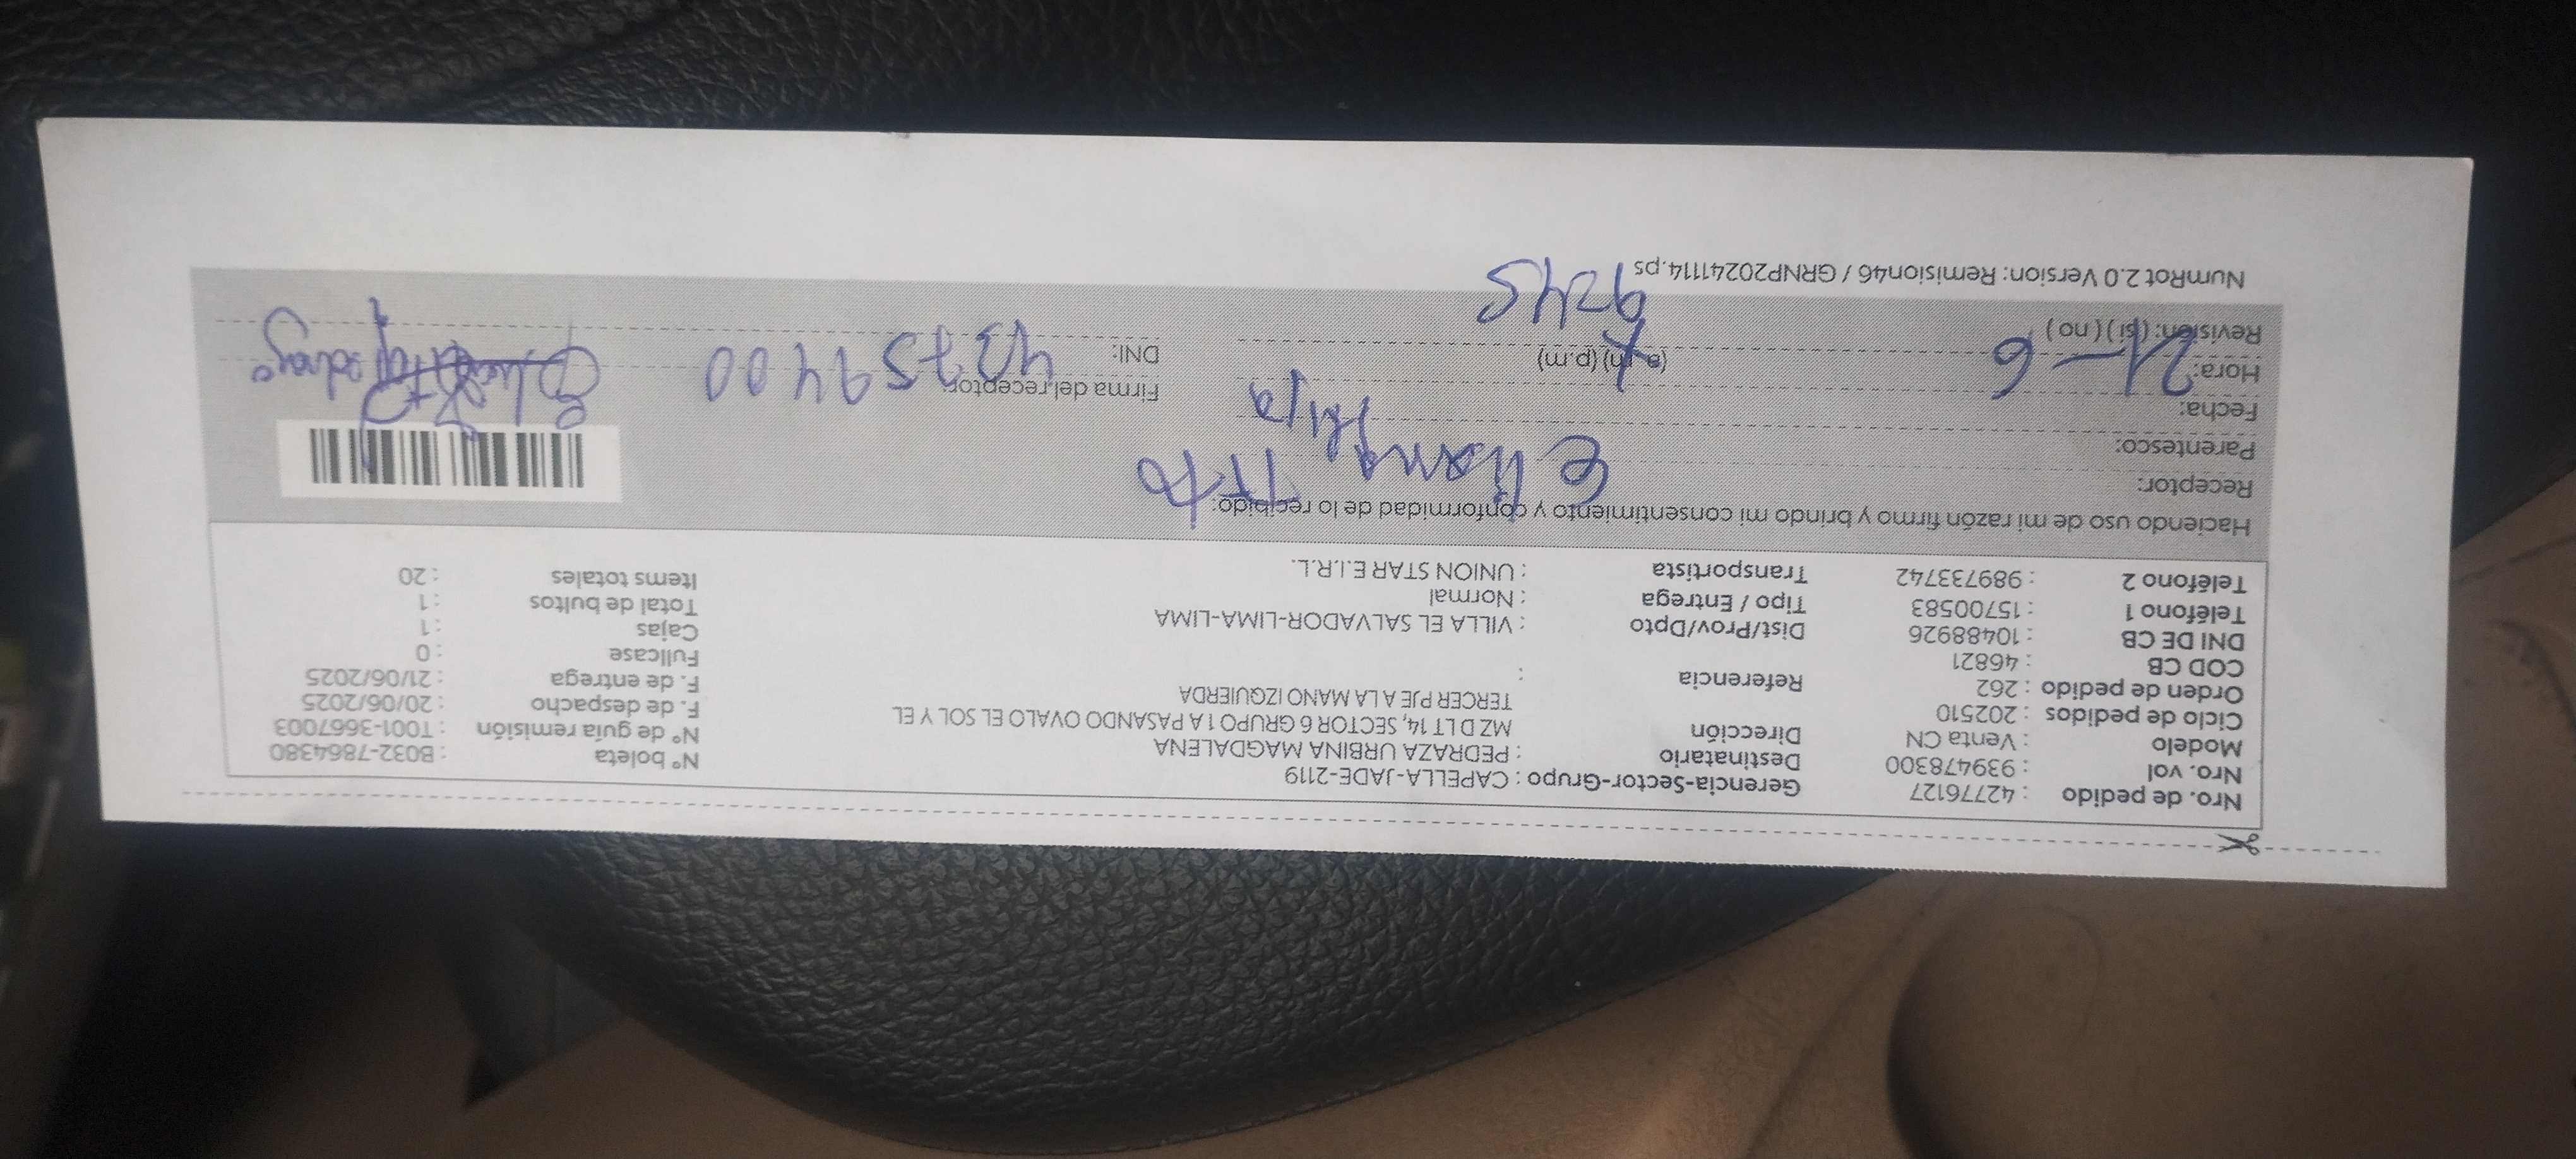 Nro. de pedido : 42776127
Nro. vol : 939478300
Modelo : Venta CN
Ciclo de pedidos : 202510
Orden de pedido : 262
COD CB : 46821
DNI DE CB : 10488926
Teléfono 1 : 15700583
Teléfono 2 : 989733742
Gerencia-Sector-Grupo : CAPELLA-JADE-2119
Destinatario : PEDRAZA URBINA MAGDALENA
Dirección MZ D LT 14, SECTOR 6 GRUPO 1 A PASANDO OVALO EL SOL Y EL
TERCER PJE A LA MANO IZQUIERDA
Referencia :
Dist/Prov/Dpto : VILLA EL SALVADOR-LIMA-LIMA
Tipo / Entrega : Normal
Transportista : UNION STAR E.I.R.L.
N° boleta : B032-7864380
N° de guía remisión : T001-3667003
F. de despacho : 20/06/2025
F. de entrega : 21/06/2025
Fullcase : 0
Cajas : 1
Total de bultos : 1
Items totales : 20
Haciendo uso de mi razón firmo y brindo mi consentimiento y conformidad de lo recibido:
Receptor: Eliana
Parentesco: Hija
Fecha: 21-6
Hora: (a.m) (p.m)
Revisión: (si) (no) 9:45
Firma del receptor:
DNI:
NumRot 2.0 Version: Remision46 / GRNP20241114.ps